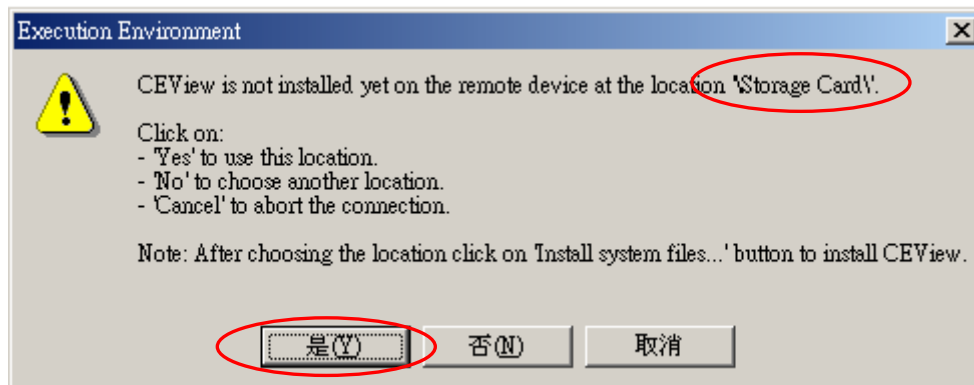 Execution Environment
CEView is not installed yet on the remote device at the location '\Storage Card\'.
Click on:
- 'Yes' to use this location.
- 'No' to choose another location.
- 'Cancel' to abort the connection.
Note: After choosing the location click on 'Install system files...' button to install CEView.
是(Y) 否(N) 取消